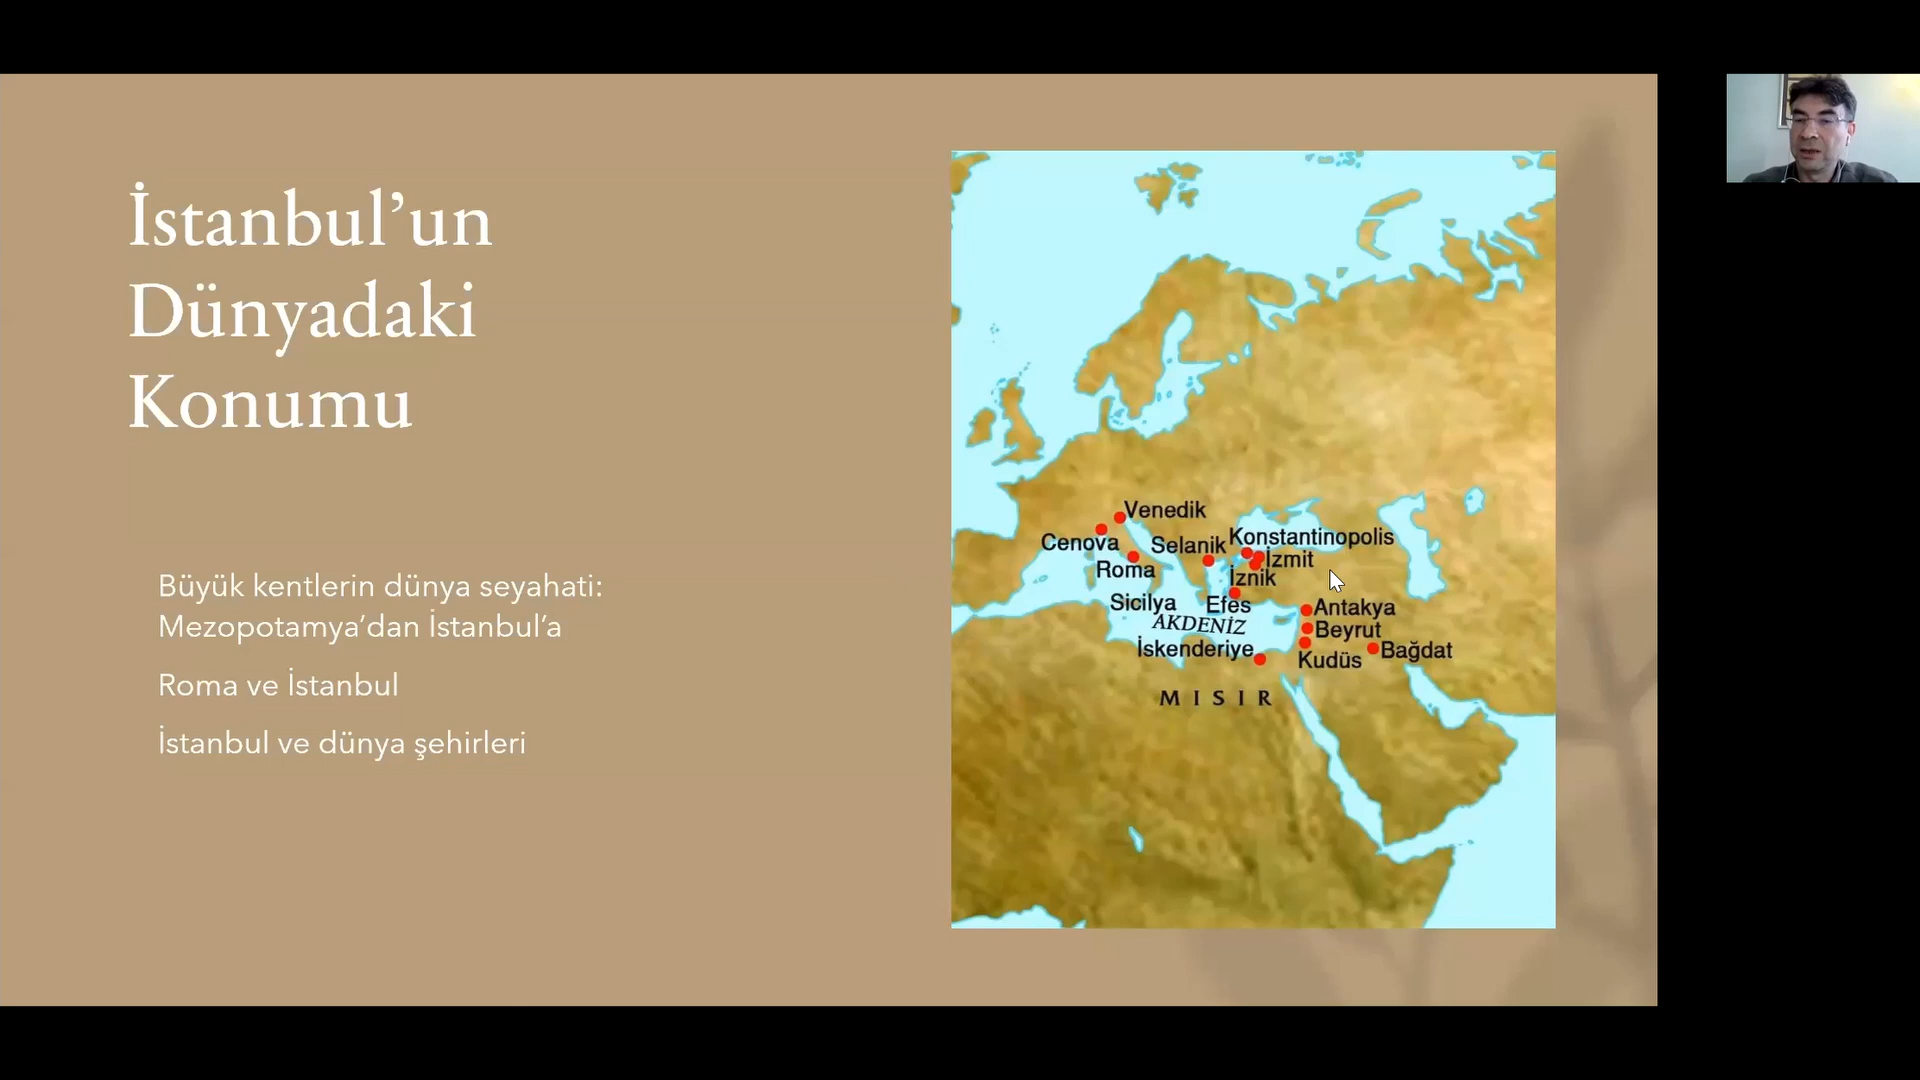 İstanbul’un
Dünyadaki
Konumu
Büyük kentlerin dünya seyahati:
Mezopotamya’dan İstanbul’a
Roma ve İstanbul
İstanbul ve dünya şehirleri
Venedik
Cenova
Selanik
Konstantinopolis
İzmit
Roma
İznik
Sicilya
Efes
Antakya
AKDENİZ
Beyrut
İskenderiye
Kudüs
Bağdat
MISIR